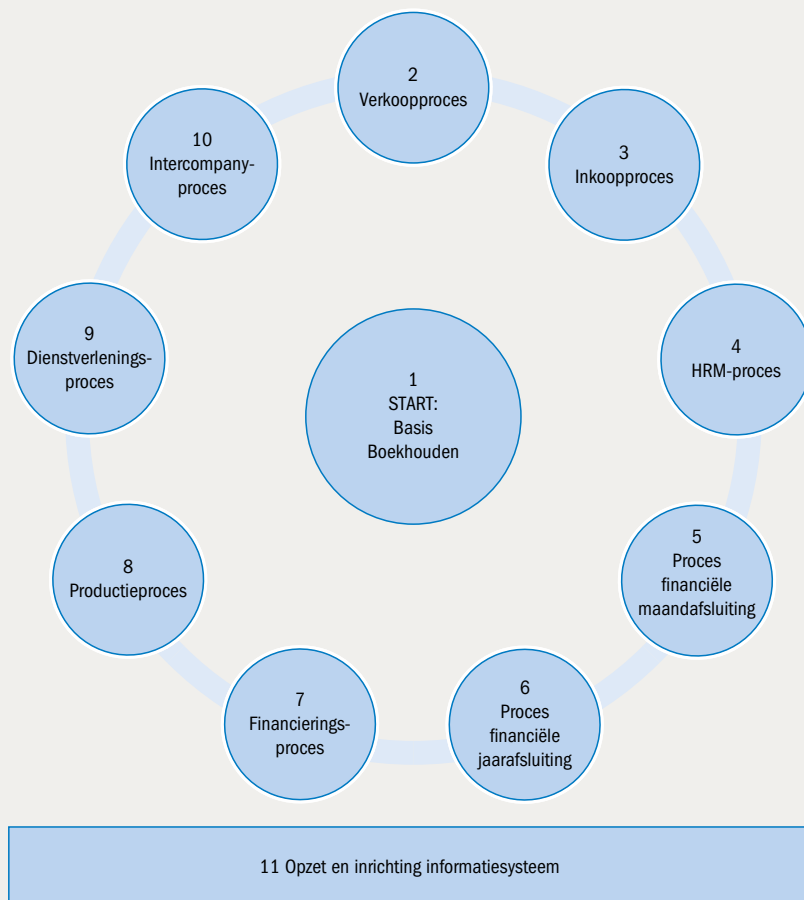 1
START:
Basis
Boekhouden
2
Verkoopproces
3
Inkoopproces
4
HRM-proces
5
Proces
financiële
maandafsluiting
6
Proces
financiële
jaarafsluiting
7
Financierings-
proces
8
Productieproces
9
Dienstverlenings-
proces
10
Intercompany-
proces
11 Opzet en inrichting informatiesysteem